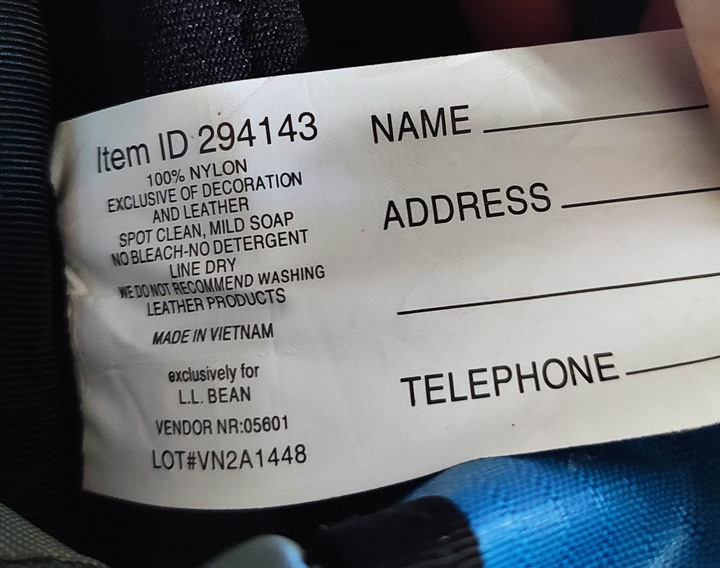 Item ID 294143
100% NYLON
EXCLUSIVE OF DECORATION
AND LEATHER
SPOT CLEAN, MILD SOAP
NO BLEACH-NO DETERGENT
LINE DRY
WE DO NOT RECOMMEND WASHING
LEATHER PRODUCTS
MADE IN VIETNAM
exclusively for
L.L. BEAN
VENDOR NR:05601
LOT#VN2A1448
NAME
ADDRESS
TELEPHONE